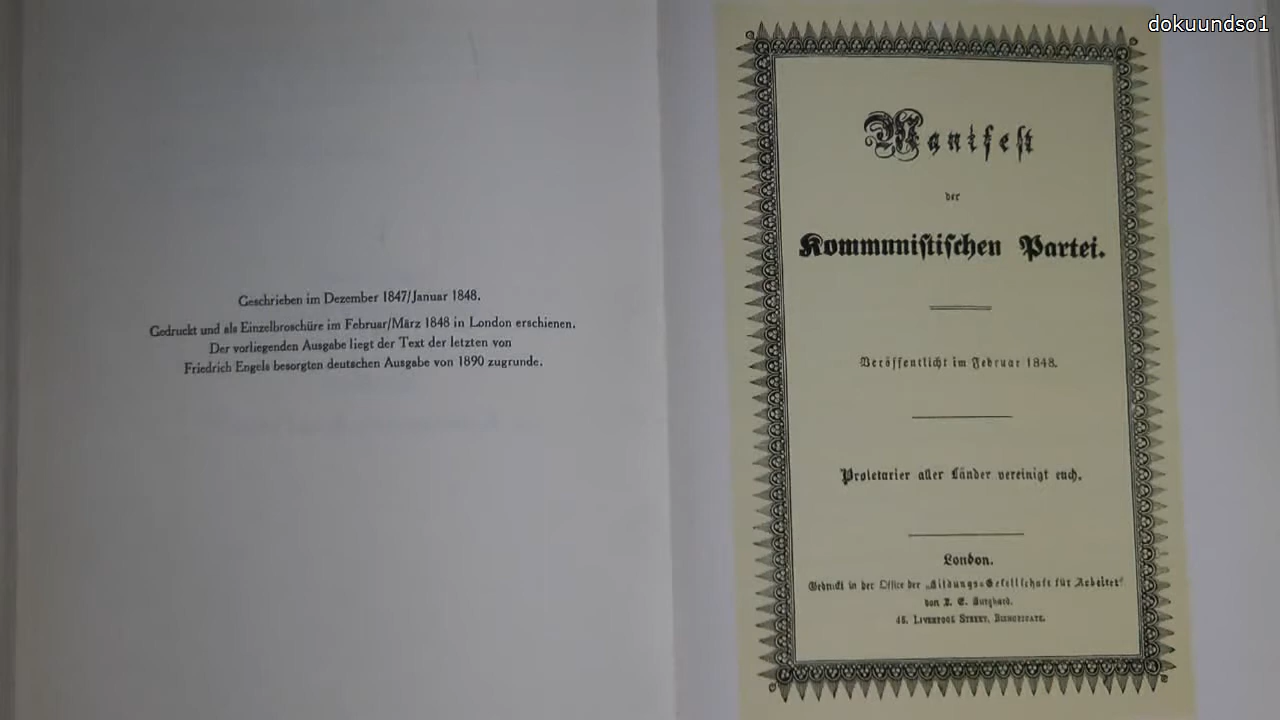 dokuundso1
Geschrieben im Dezember 1847/Januar 1848.
Gedruckt und als Einzelbroschüre im Februar/März 1848 in London erschienen.
Der vorliegenden Ausgabe liegt der Text der letzten von
Friedrich Engels besorgten deutschen Ausgabe von 1890 zugrunde.
Manifest
der
Kommunistischen Partei.
Veröffentlicht im Februar 1848.
Proletarier aller Länder vereinigt euch.
London.
Gedruckt in der Office der „Bildungs-Gesellschaft für Arbeiter“
von J. E. Burghard.
46, Liverpool Street, Bishopsgate.